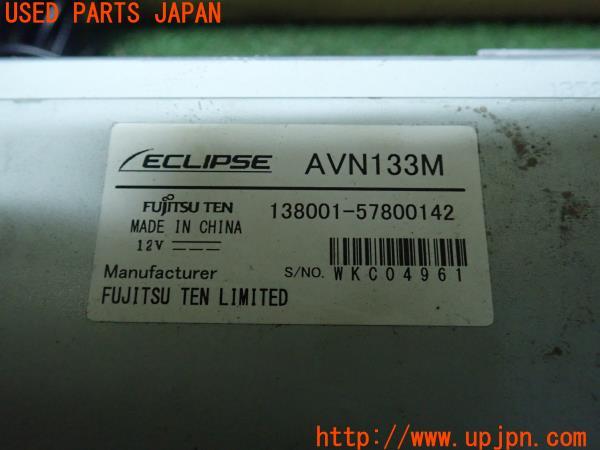 USED PARTS JAPAN
ECLIPSE AVN133M
FUJITSU TEN 138001-57800142
MADE IN CHINA
12V
Manufacturer S/NO. WKC04961
FUJITSU TEN LIMITED
http://www.upjpn.com/